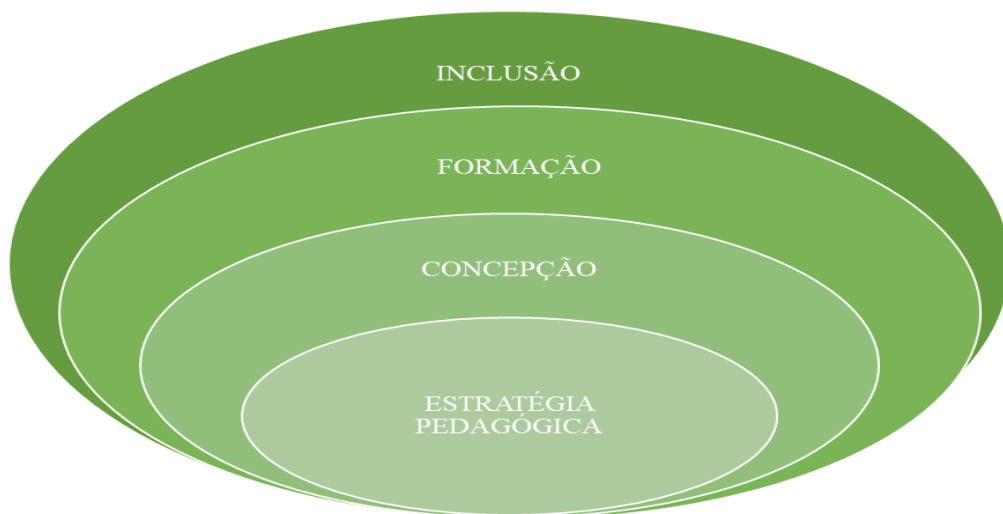 INCLUSÃO
FORMAÇÃO
CONCEPÇÃO
ESTRATÉGIA
PEDAGÓGICA